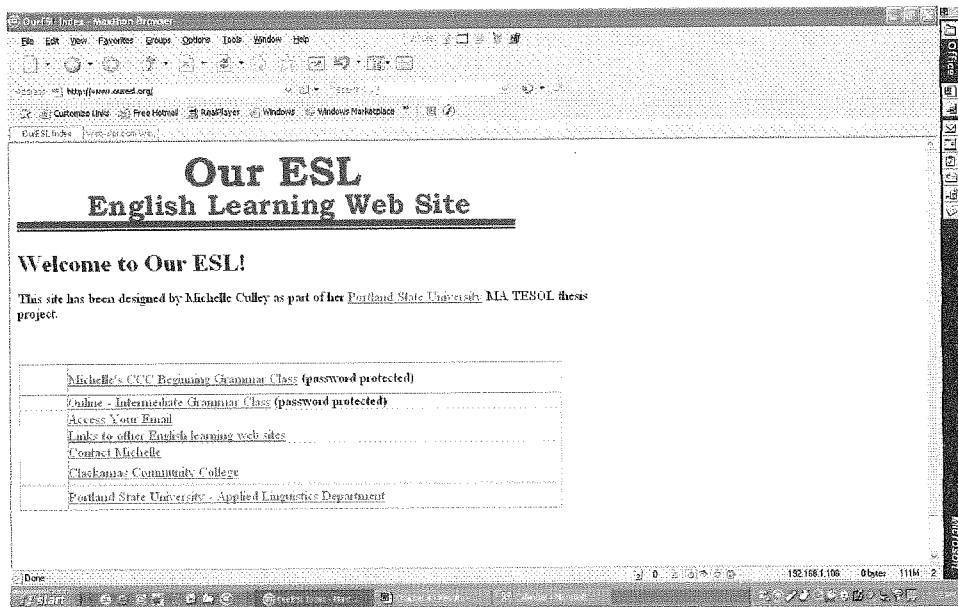 OurESL Index - Maxthon Browser
File Edit View Favorites Groups Options Tools Window Help
http://www.ouresl.org/
Customize Links Free Hotmail RealPlayer Windows Windows Marketplace
OurESL Index
Our ESL
English Learning Web Site
Welcome to Our ESL!
This site has been designed by Michelle Culley as part of her Portland State University MA TESOL thesis
project.
Michelle's CCC Beginning Grammar Class (password protected)
Online - Intermediate Grammar Class (password protected)
Access Your Email
Links to other English learning web sites
Contact Michelle
Clackamas Community College
Portland State University - Applied Linguistics Department
Done 0 192.168.1.106 0 bytes 111M 2
start
Office
Microsoft